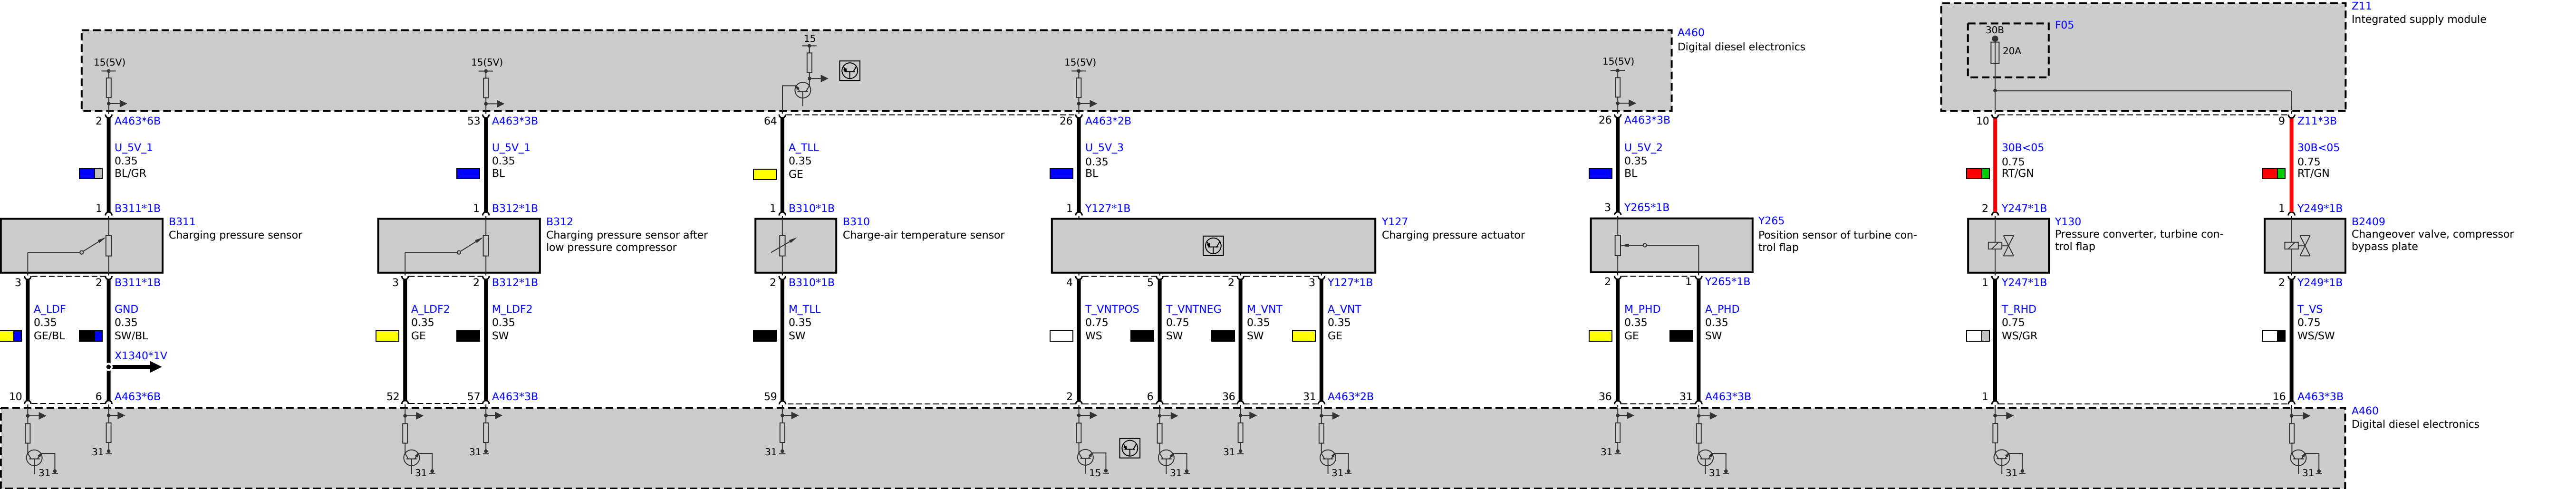 Z11
Integrated supply module
A460
Digital diesel electronics
F05
30B
20A
15
15(5V) 15(5V) 15(5V) 15(5V)
2 A463*6B 53 A463*3B 64 26 A463*2B 26 A463*3B 10 9 Z11*3B
U_5V_1 U_5V_1 A_TLL U_5V_3 U_5V_2 30B<05 30B<05
0.35 0.35 0.35 0.35 0.35 0.75 0.75
BL/GR BL GE BL BL RT/GN RT/GN
1 B311*1B 1 B312*1B 1 B310*1B 1 Y127*1B 3 Y265*1B 2 Y247*1B 1 Y249*1B
B311
Charging pressure sensor
B312
Charging pressure sensor after
low pressure compressor
B310
Charge-air temperature sensor
Y127
Charging pressure actuator
Y265
Position sensor of turbine con-
trol flap
Y130
Pressure converter, turbine con-
trol flap
B2409
Changeover valve, compressor
bypass plate
3 2 B311*1B 3 2 B312*1B 2 B310*1B 4 5 2 3 Y127*1B 2 1 Y265*1B 1 Y247*1B 2 Y249*1B
A_LDF GND A_LDF2 M_LDF2 M_TLL T_VNTPOS T_VNTNEG M_VNT A_VNT M_PHD A_PHD T_RHD T_VS
0.35 0.35 0.35 0.35 0.35 0.75 0.75 0.35 0.35 0.35 0.35 0.75 0.75
GE/BL SW/BL GE SW SW WS SW SW GE GE SW WS/GR WS/SW
X1340*1V
10 6 A463*6B 52 57 A463*3B 59 2 6 36 31 A463*2B 36 31 A463*3B 1 16 A463*3B
A460
Digital diesel electronics
31 31 31 31 31
31 31 15 31 31 31 31 31